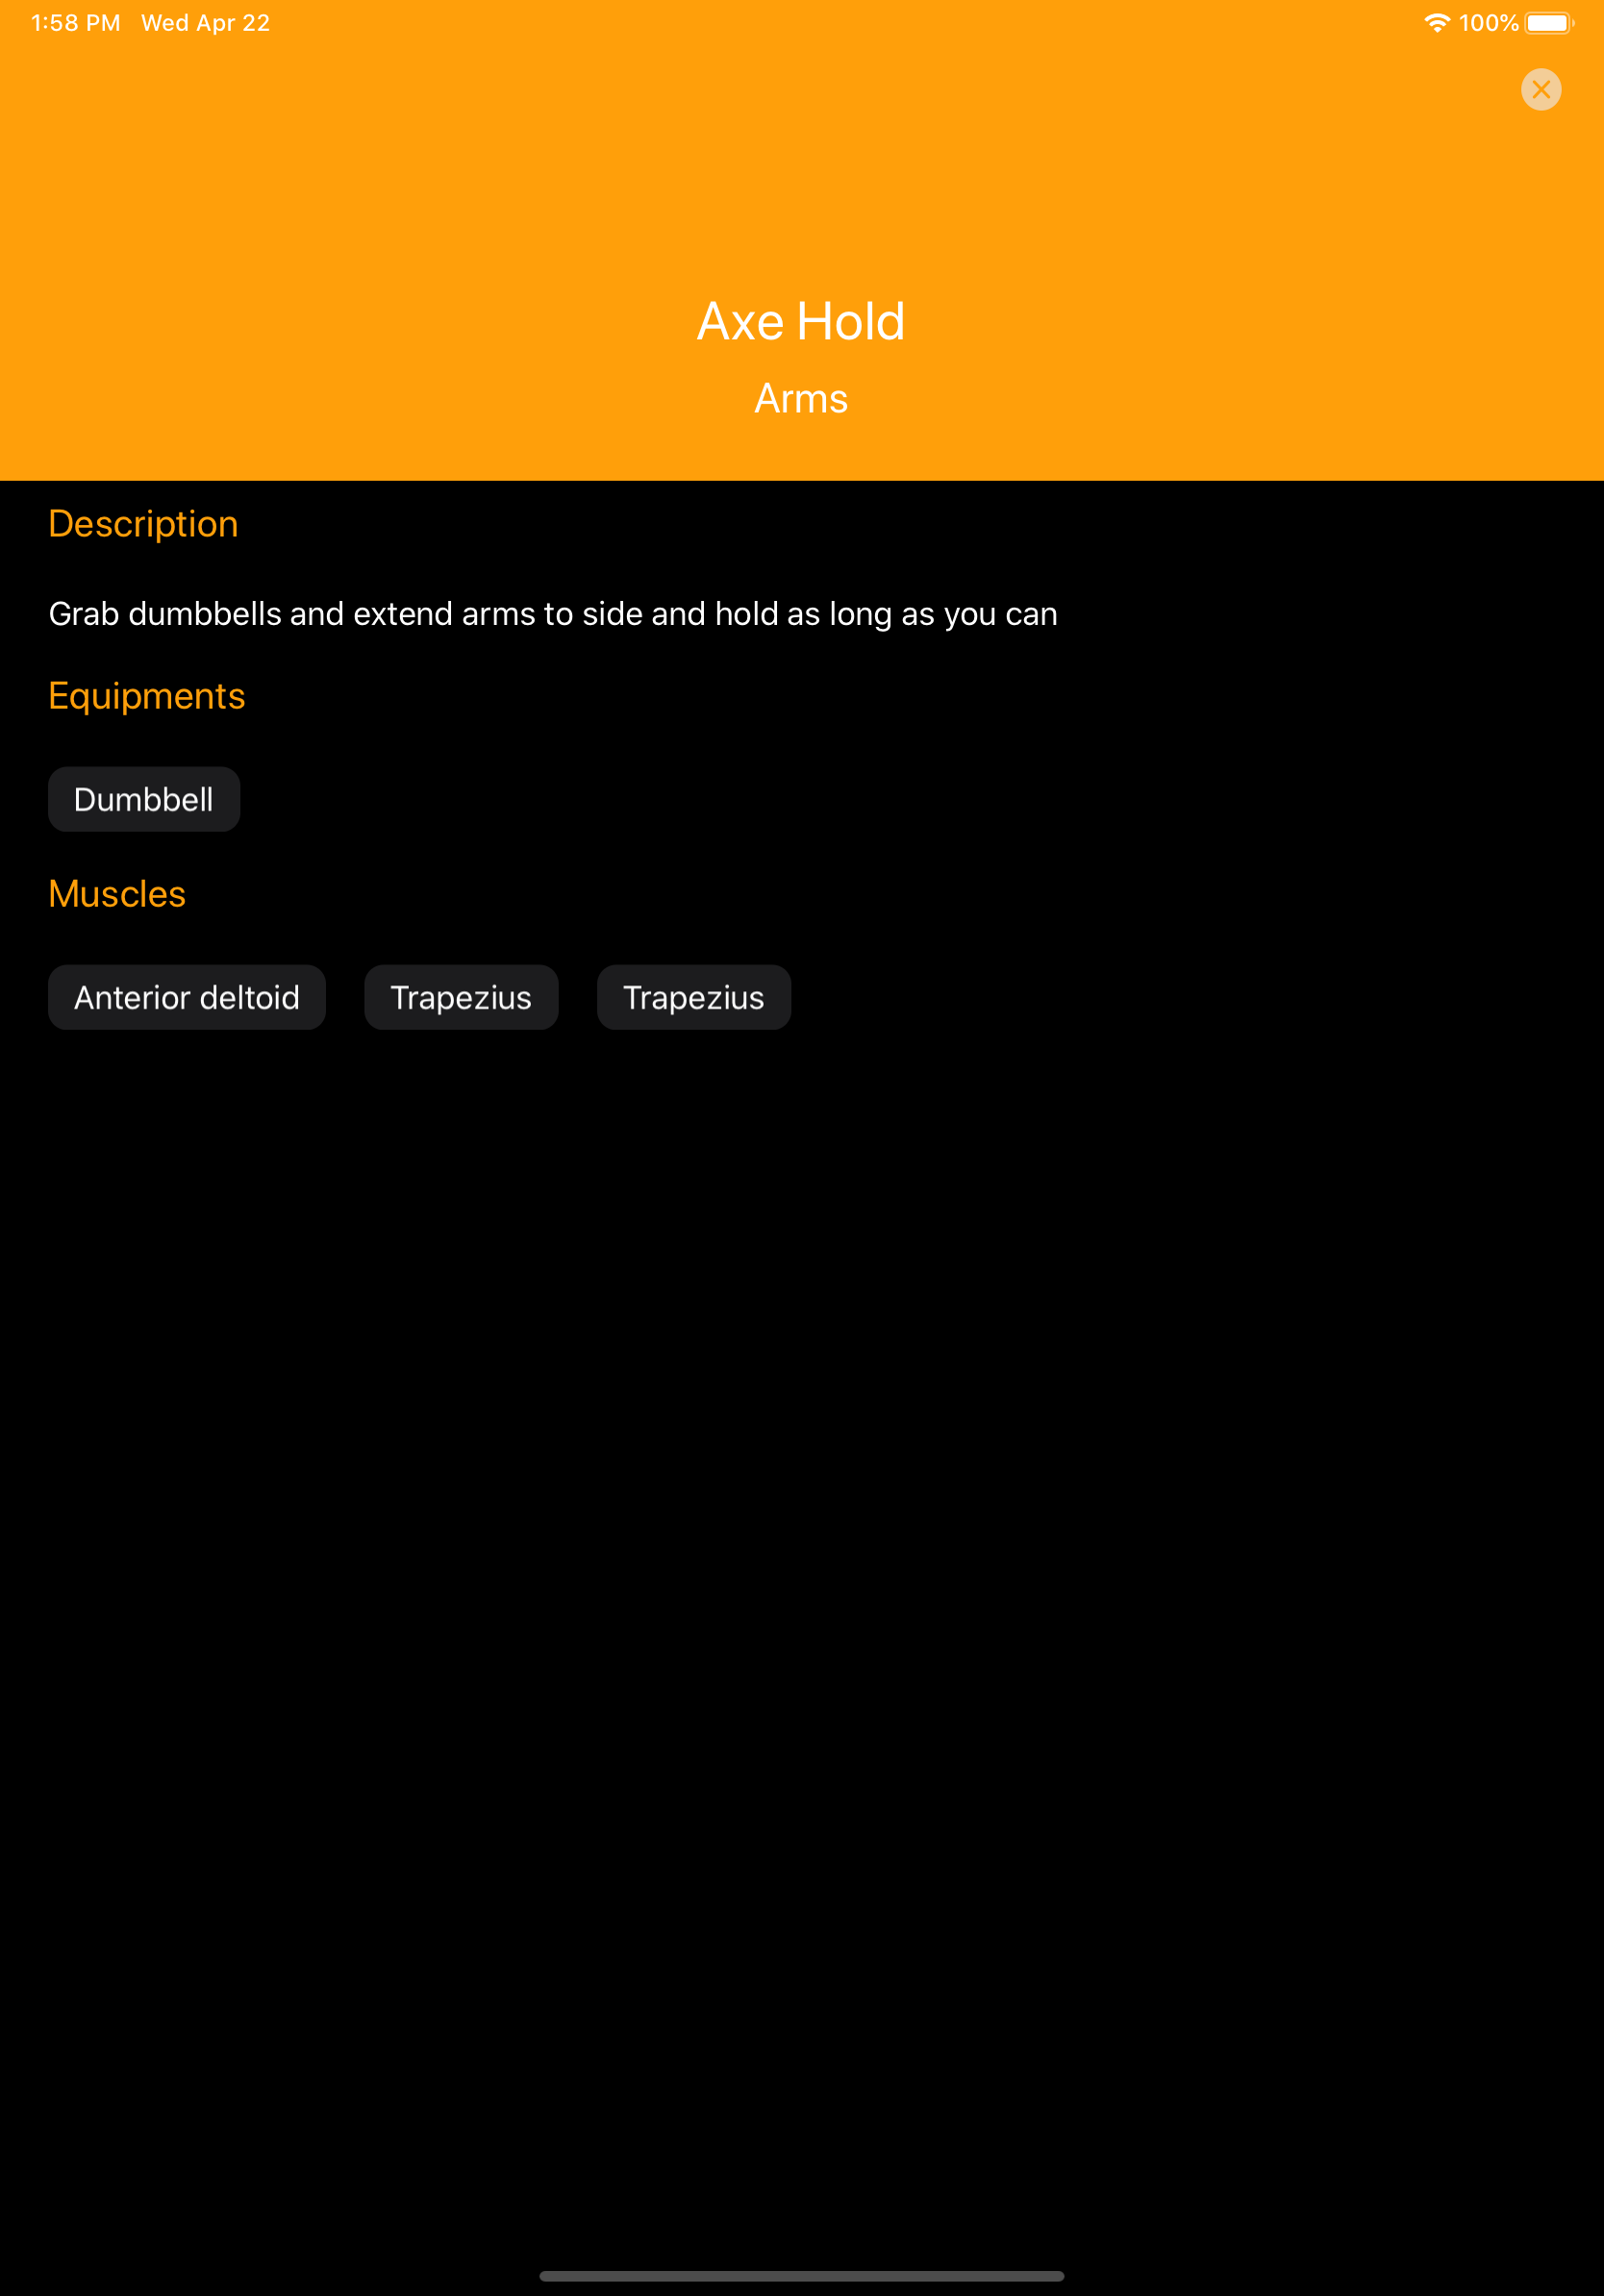 1:58 PM Wed Apr 22 100%
Axe Hold
Arms
Description
Grab dumbbells and extend arms to side and hold as long as you can
Equipments
Dumbbell
Muscles
Anterior deltoid Trapezius Trapezius